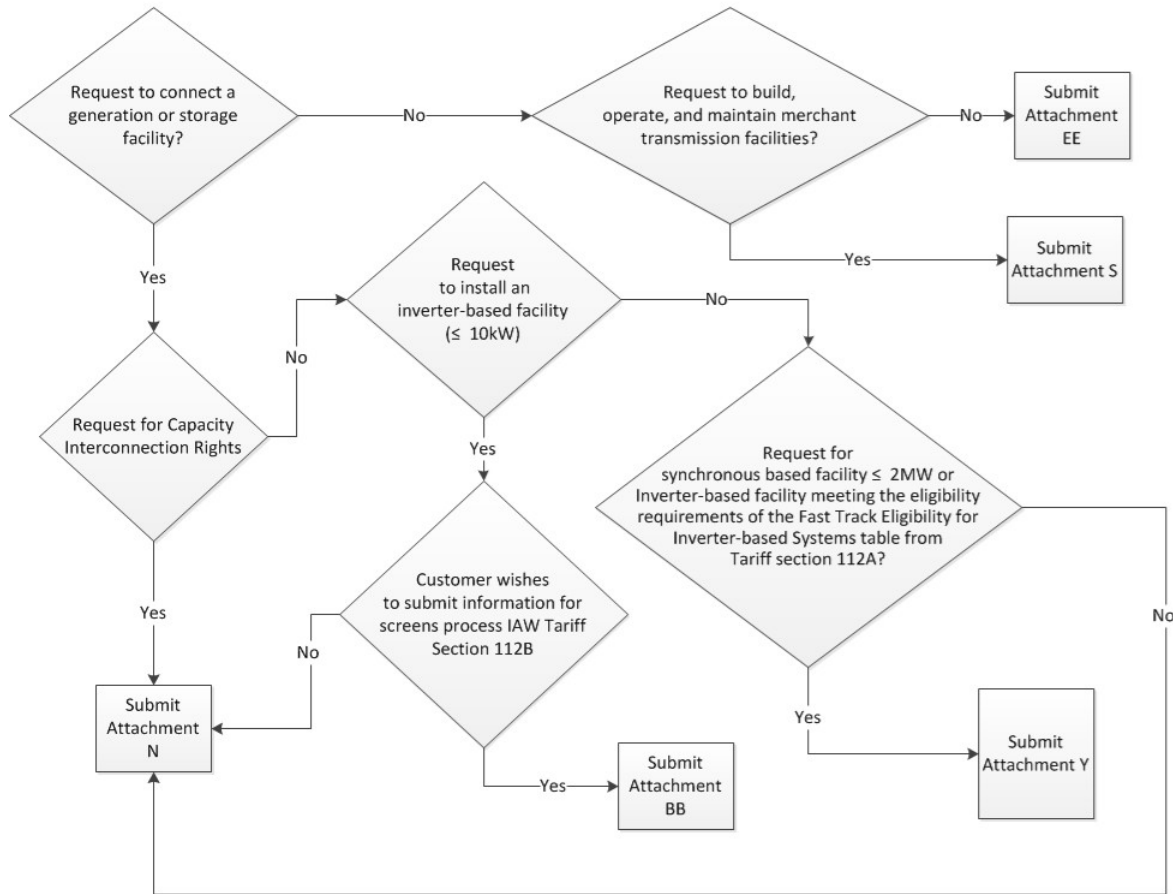 Request to connect a
generation or storage
facility?
No
Request to build,
operate, and maintain merchant
transmission facilities?
No
Submit
Attachment
EE
Yes
Submit
Attachment S
Yes
Request
to install an
inverter-based facility
(≤ 10kW)
No
No
Request for Capacity
Interconnection Rights
Yes
Request for
synchronous based facility ≤ 2MW or
Inverter-based facility meeting the eligibility
requirements of the Fast Track Eligibility for
Inverter-based Systems table from
Tariff section 112A?
Customer wishes
to submit information for
screens process IAW Tariff
Section 112B
Yes
No
No
Submit
Attachment
N
Yes
Submit
Attachment Y
Yes
Submit
Attachment
BB